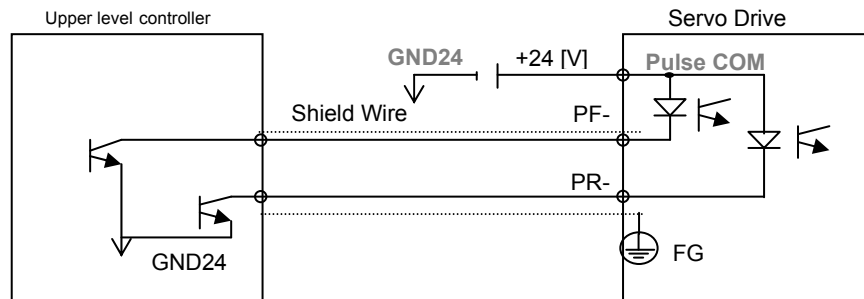 Upper level controller
Servo Drive
GND24
+24 [V]
Pulse COM
Shield Wire
PF-
PR-
GND24
FG